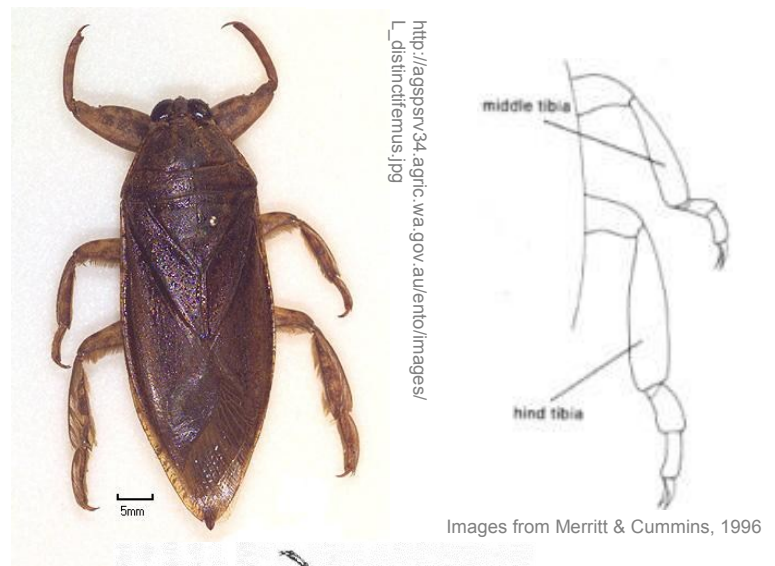 http://agspsrv34.agric.wa.gov.au/ento/images/
L_distinctifemus.jpg
middle tibia
hind tibia
5mm
Images from Merritt & Cummins, 1996